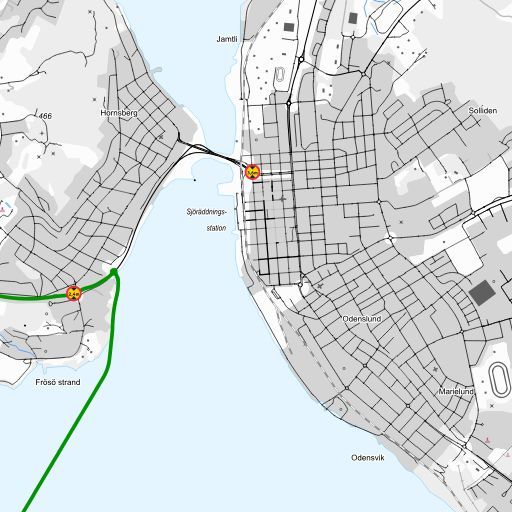 Jamtli
Solliden
Hornsberg
466
Sjöräddnings-
station
Odenslund
Frösö strand
Marielund
Odensvik